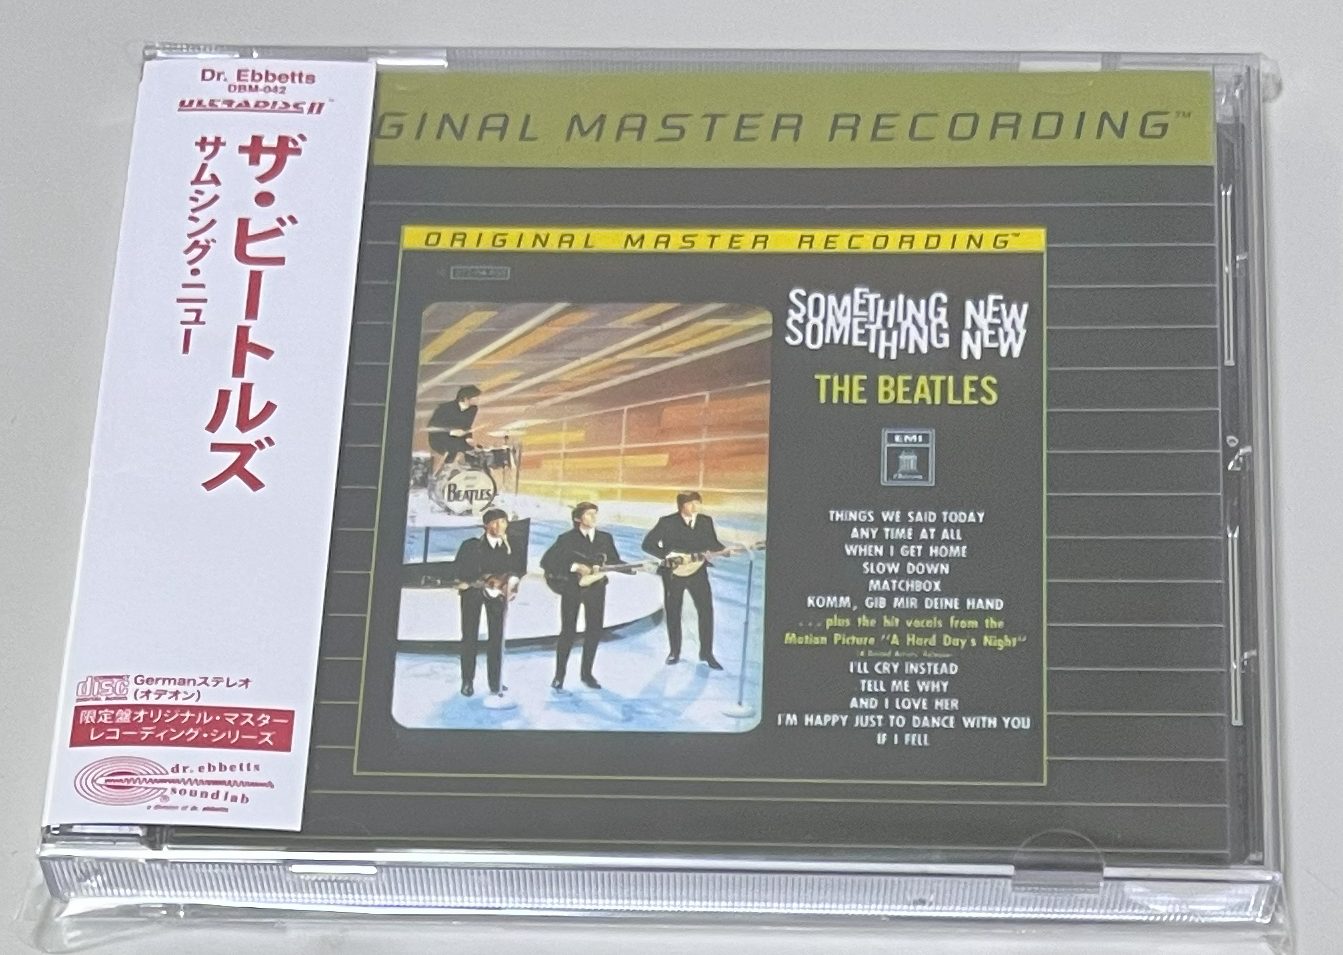 Dr. Ebbetts
DBM-042
ULTRADISC II™
ザ・ビートルズ
サムシング・ニュー
disc
Germanステレオ
(オデオン)
限定盤オリジナル・マスター
レコーディング・シリーズ
dr. ebbetts
sound lab
GINAL MASTER RECORDING™
ORIGINAL MASTER RECORDING™
SOMETHING NEW
SOMETHING NEW
THE BEATLES
EMI
THINGS WE SAID TODAY
ANY TIME AT ALL
WHEN I GET HOME
SLOW DOWN
MATCHBOX
KOMM, GIB MIR DEINE HAND
...plus the hit vocals from the
Motion Picture "A Hard Day's Night"
I'LL CRY INSTEAD
TELL ME WHY
AND I LOVE HER
I'M HAPPY JUST TO DANCE WITH YOU
IF I FELL
BEATLES